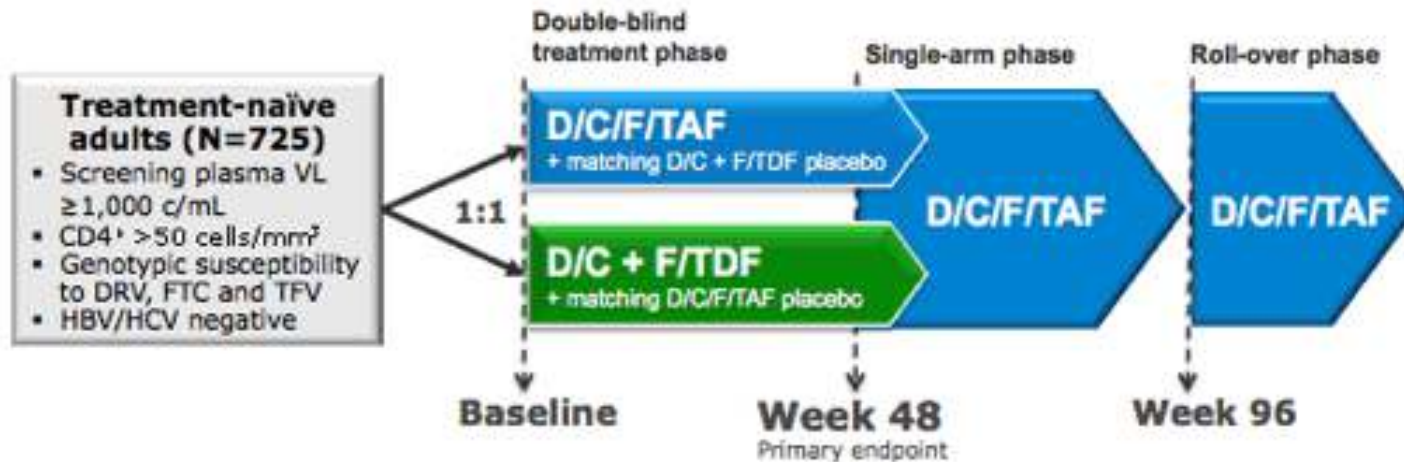 Treatment-naïve
adults (N=725)
▪ Screening plasma VL
≥1,000 c/mL
▪ CD4⁺ >50 cells/mm³
▪ Genotypic susceptibility
to DRV, FTC and TFV
▪ HBV/HCV negative
1:1
Double-blind
treatment phase
D/C/F/TAF
+ matching D/C + F/TDF placebo
D/C + F/TDF
+ matching D/C/F/TAF placebo
Single-arm phase
D/C/F/TAF
Roll-over phase
D/C/F/TAF
Baseline
Week 48
Primary endpoint
Week 96